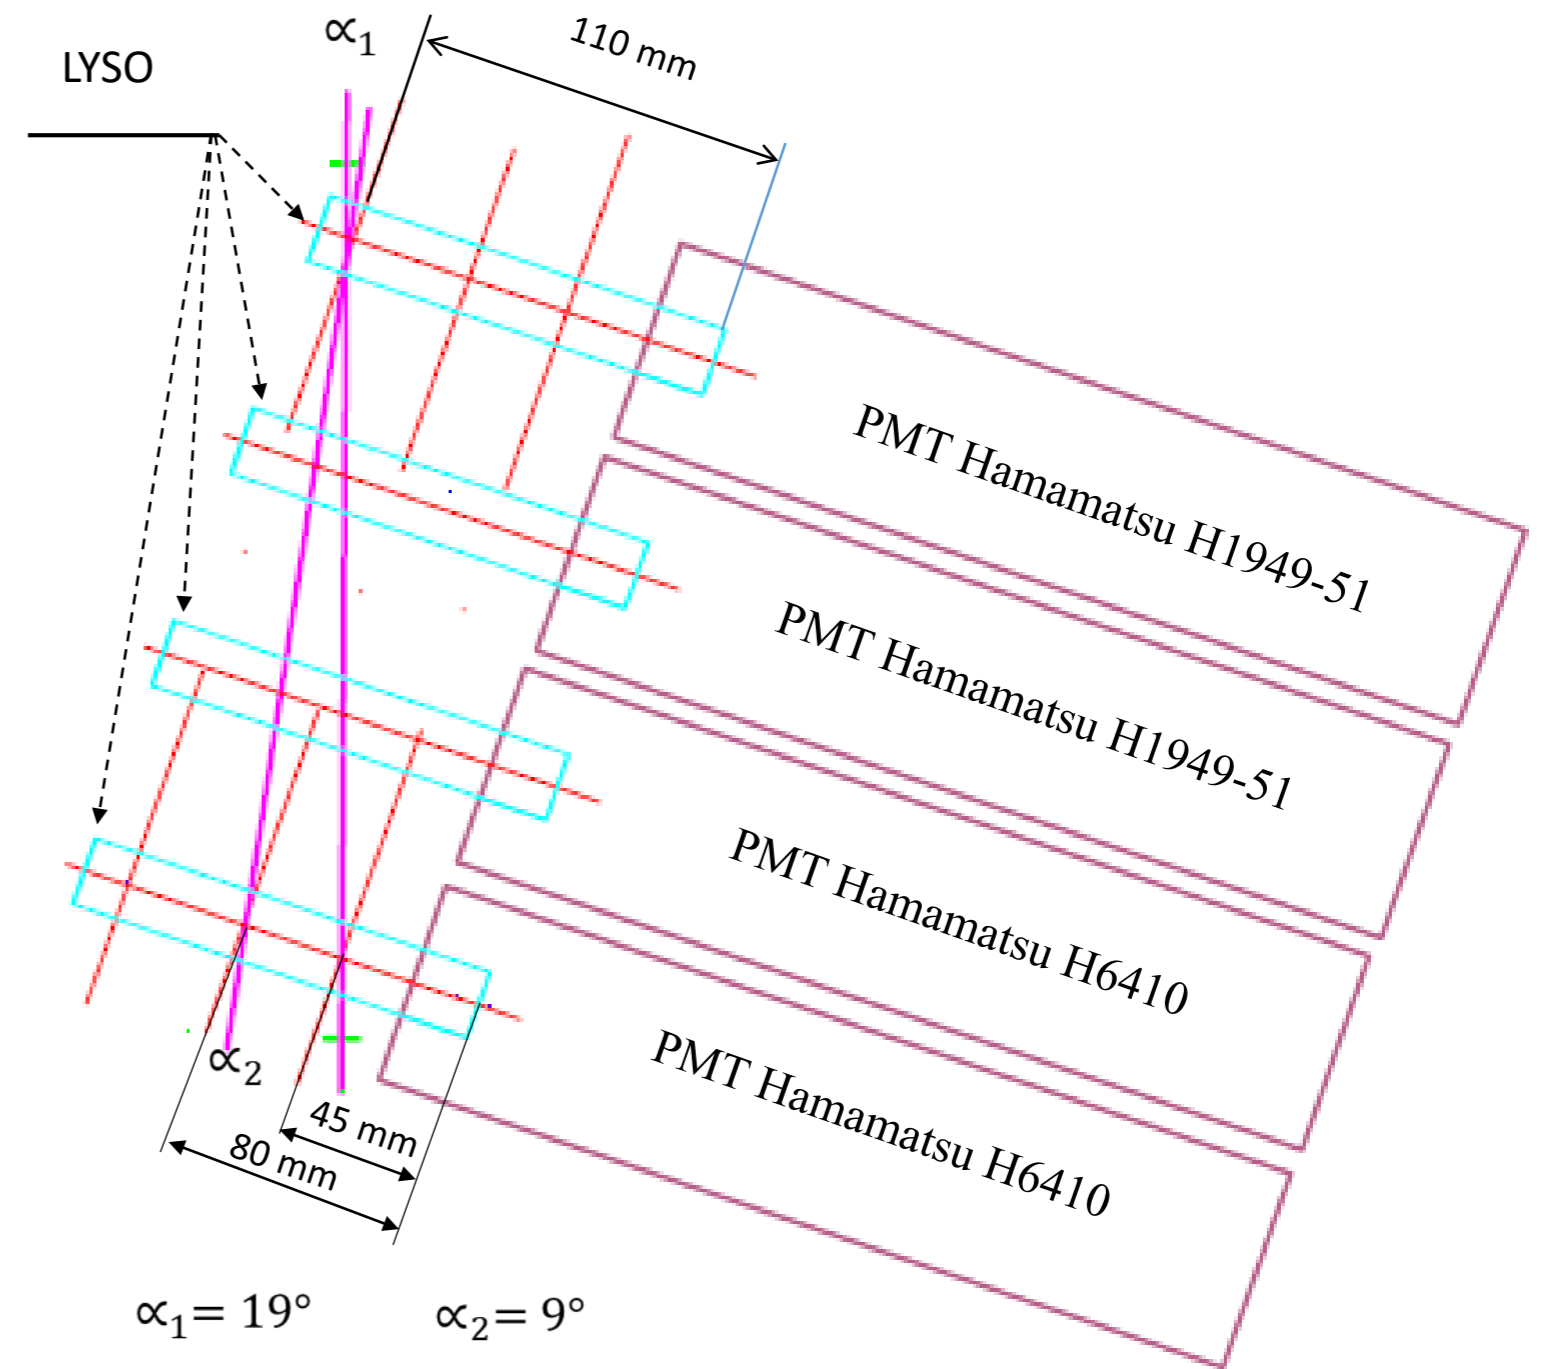 ∝₁
110 mm
LYSO
PMT Hamamatsu H1949-51
PMT Hamamatsu H1949-51
PMT Hamamatsu H6410
PMT Hamamatsu H6410
∝₂
45 mm
80 mm
∝₁= 19°
∝₂= 9°